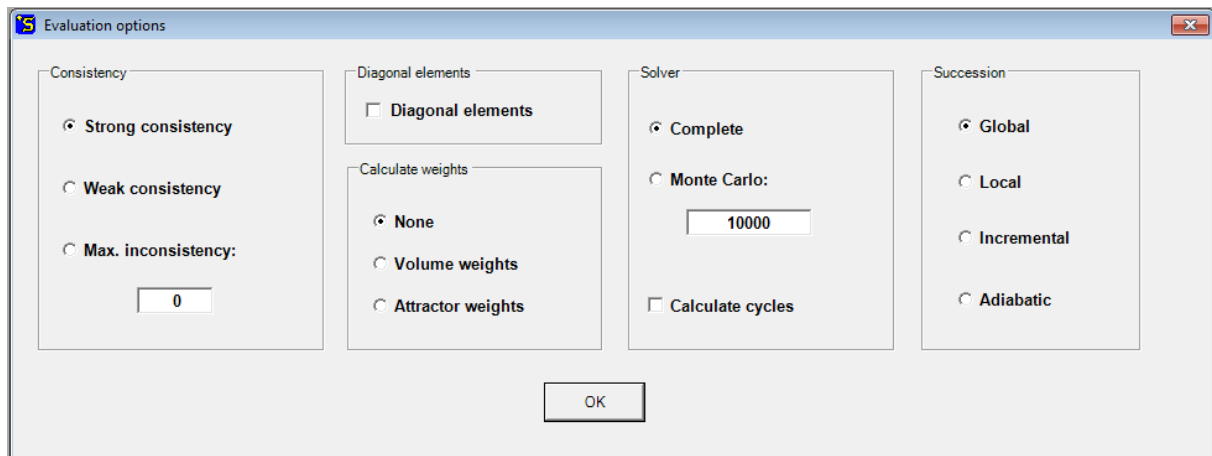 Evaluation options
Consistency
Strong consistency
Weak consistency
Max. inconsistency:
0
Diagonal elements
Diagonal elements
Calculate weights
None
Volume weights
Attractor weights
Solver
Complete
Monte Carlo:
10000
Calculate cycles
Succession
Global
Local
Incremental
Adiabatic
OK